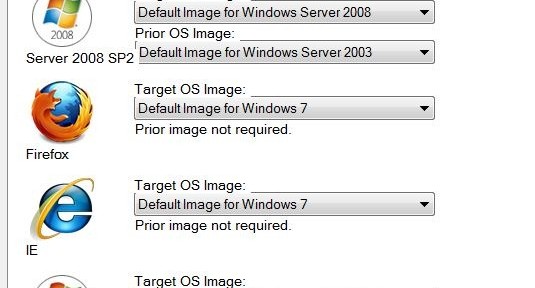 Default Image for Windows Server 2008
2008
Prior OS Image:
Server 2008 SP2
Default Image for Windows Server 2003
Target OS Image:
Default Image for Windows 7
Prior image not required.
Firefox
Target OS Image:
Default Image for Windows 7
Prior image not required.
IE
Target OS Image: